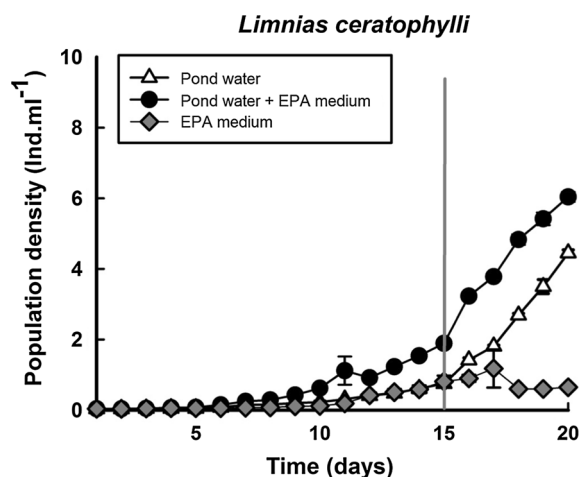 Limnias ceratophylli
Pond water
Pond water + EPA medium
EPA medium
Population density (Ind.ml⁻¹)
10
8
6
4
2
0
5 10 15 20
Time (days)